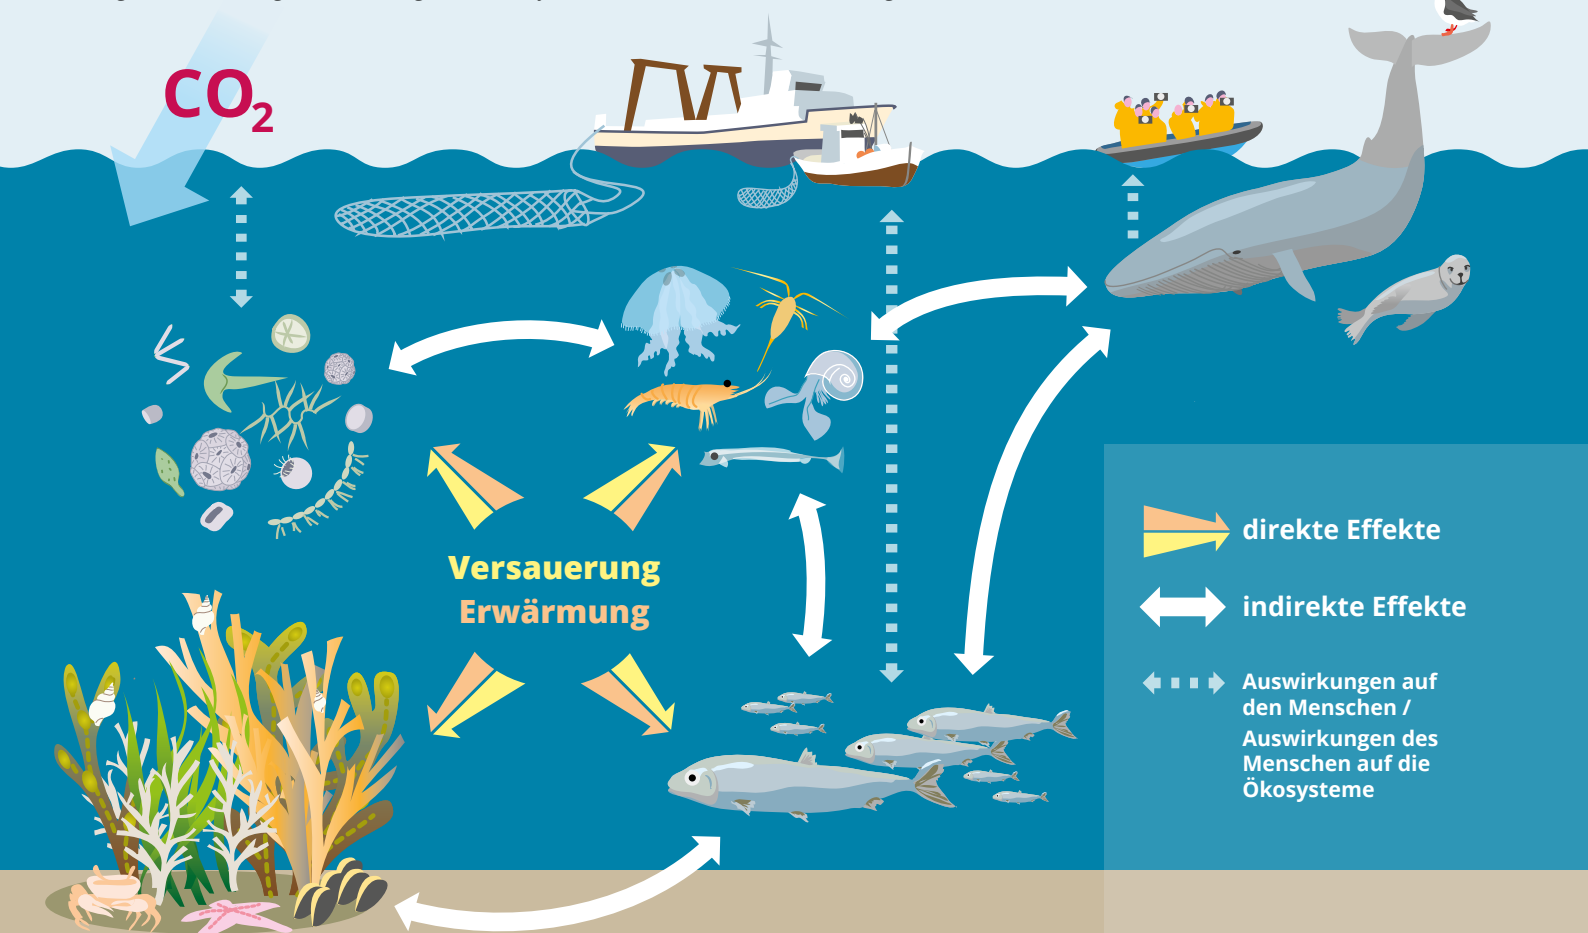 CO₂
Versauerung
Erwärmung
direkte Effekte
indirekte Effekte
Auswirkungen auf
den Menschen /
Auswirkungen des
Menschen auf die
Ökosysteme